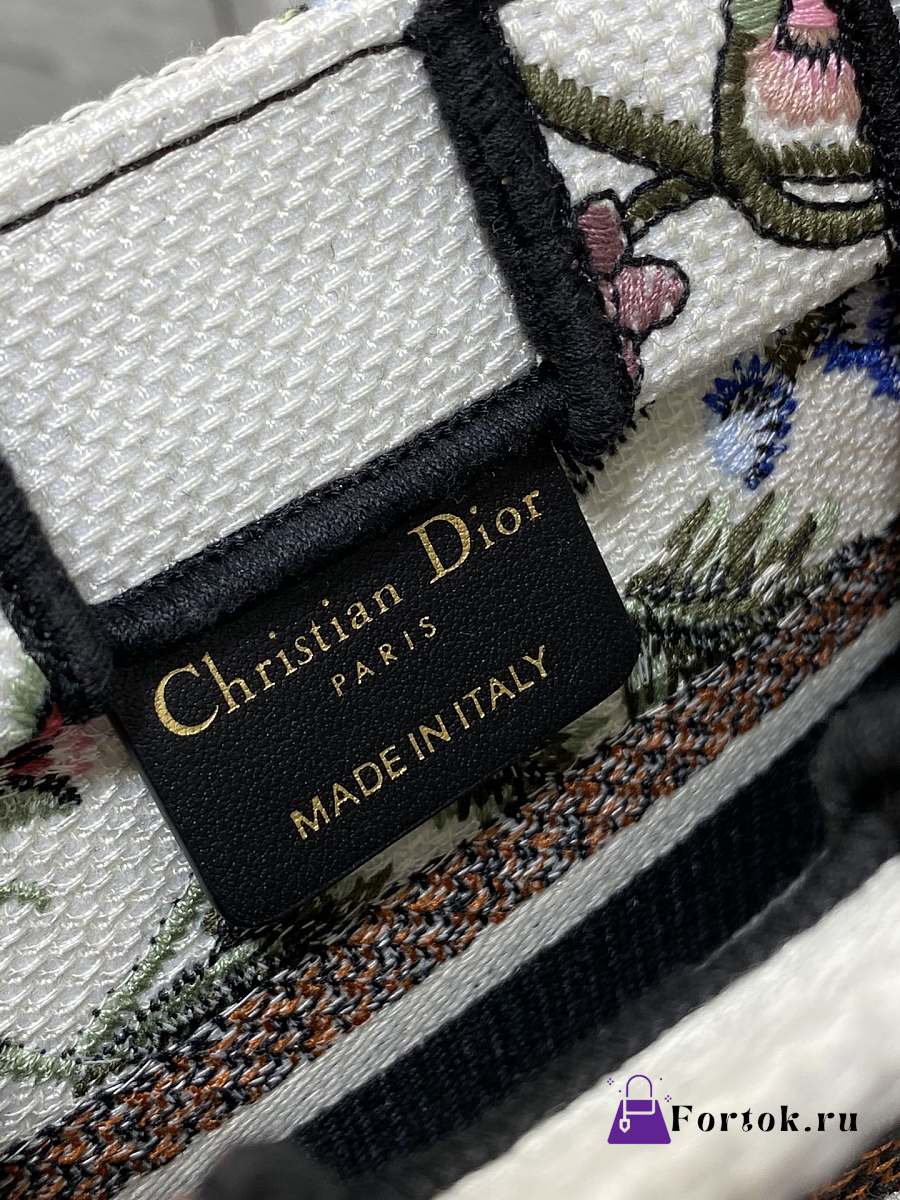 Christian Dior
PARIS
MADE IN ITALY
Fortok.ru